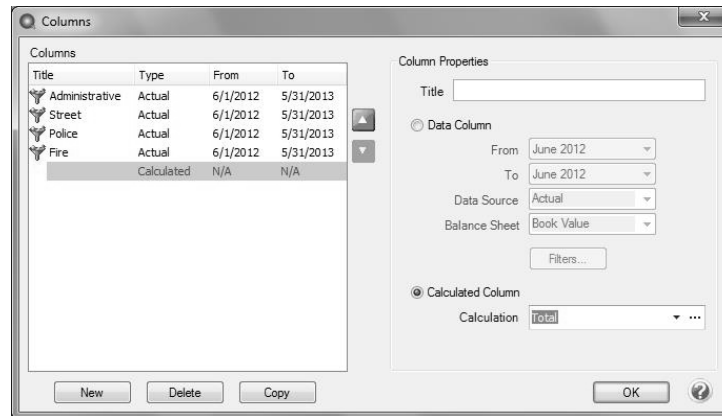 Columns
Columns
Title Type From To
Administrative Actual 6/1/2012 5/31/2013
Street Actual 6/1/2012 5/31/2013
Police Actual 6/1/2012 5/31/2013
Fire Actual 6/1/2012 5/31/2013
Calculated N/A N/A
New Delete Copy
Column Properties
Title
Data Column
From June 2012
To June 2012
Data Source Actual
Balance Sheet Book Value
Filters...
Calculated Column
Calculation Total ...
OK ?